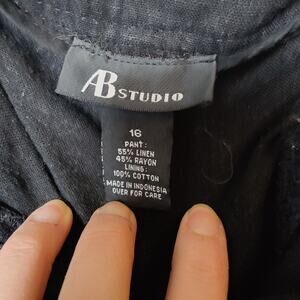 AB STUDIO
16
PANT:
55% LINEN
45% RAYON
LINING:
100% COTTON
MADE IN INDONESIA
OVER FOR CARE